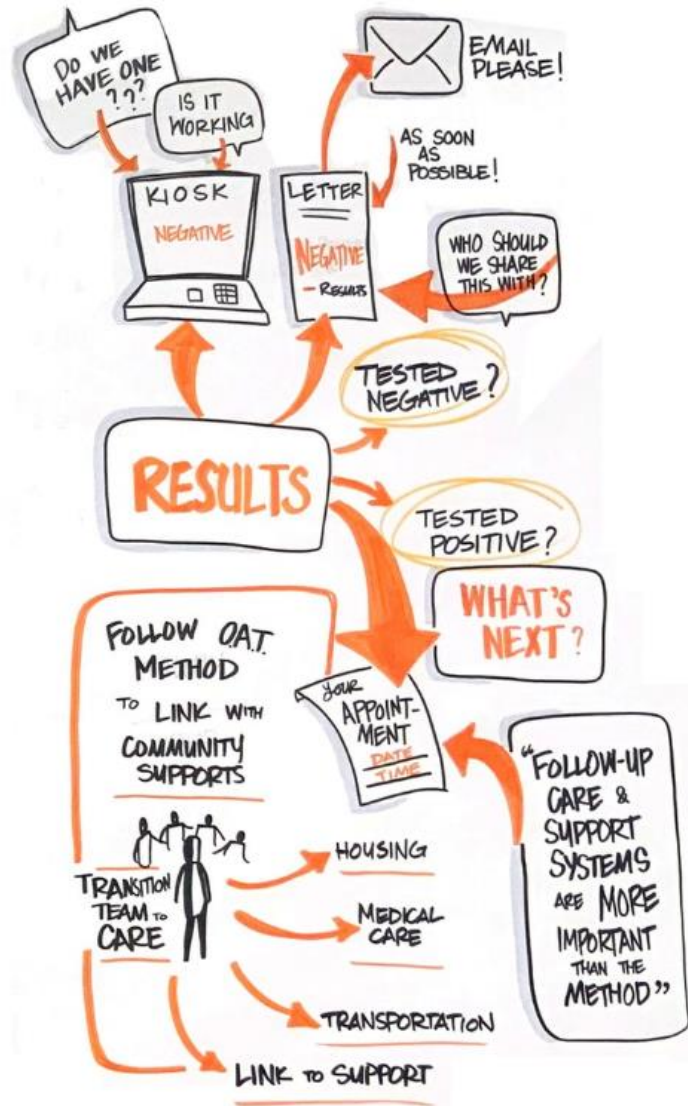 DO WE
HAVE ONE
???
IS IT
WORKING
EMAIL
PLEASE!
AS SOON
AS
POSSIBLE!
KIOSK
NEGATIVE
LETTER
NEGATIVE
- RESULTS
WHO SHOULD
WE SHARE
THIS WITH?
TESTED
NEGATIVE?
RESULTS
TESTED
POSITIVE?
WHAT'S
NEXT?
FOLLOW O.A.T.
METHOD
TO LINK WITH
COMMUNITY
SUPPORTS
YOUR
APPOINT-
MENT
DATE
TIME
"FOLLOW-UP
CARE &
SUPPORT
SYSTEMS
ARE MORE
IMPORTANT
THAN THE
METHOD"
TRANSITION
TEAM TO
CARE
HOUSING
MEDICAL
CARE
TRANSPORTATION
LINK TO SUPPORT